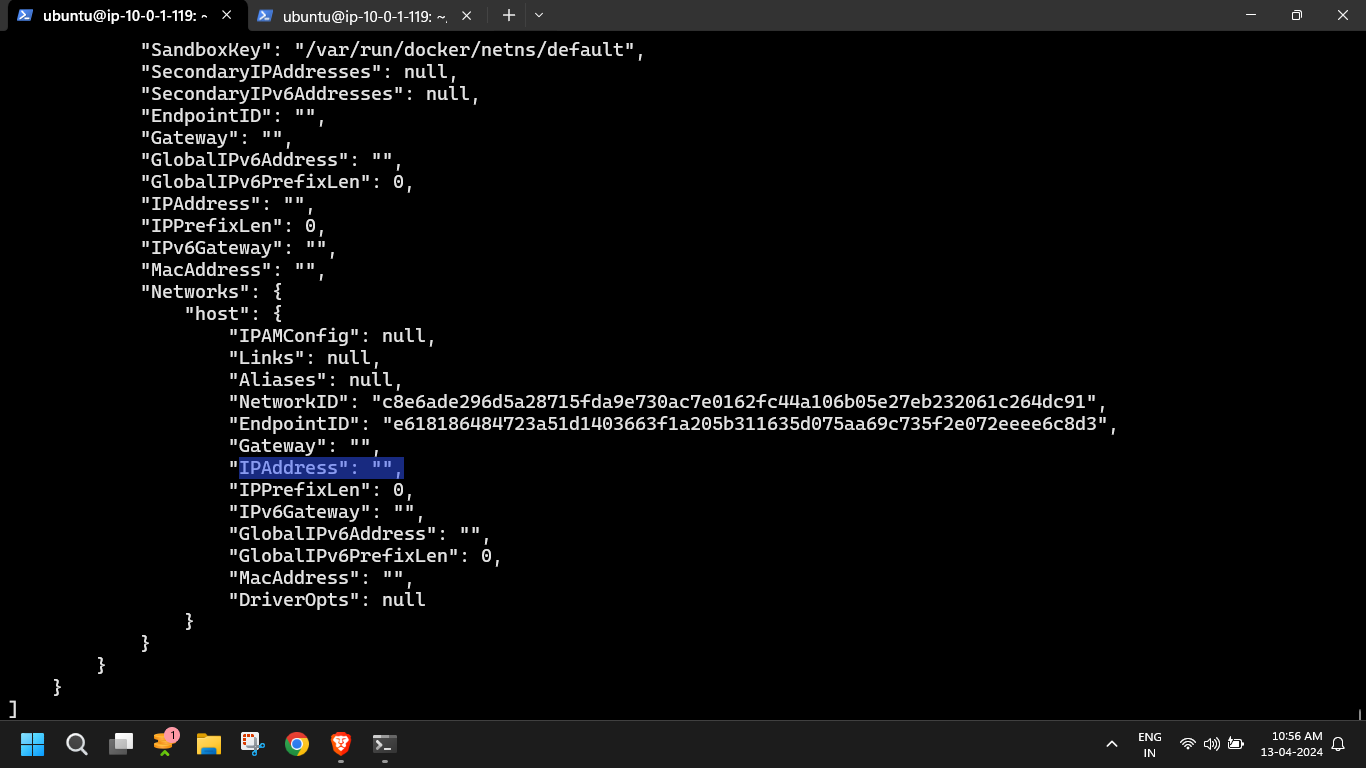 ubuntu@ip-10-0-1-119: ~
ubuntu@ip-10-0-1-119: ~.
"SandboxKey": "/var/run/docker/netns/default",
"SecondaryIPAddresses": null,
"SecondaryIPv6Addresses": null,
"EndpointID": "",
"Gateway": "",
"GlobalIPv6Address": "",
"GlobalIPv6PrefixLen": 0,
"IPAddress": "",
"IPPrefixLen": 0,
"IPv6Gateway": "",
"MacAddress": "",
"Networks": {
"host": {
"IPAMConfig": null,
"Links": null,
"Aliases": null,
"NetworkID": "c8e6ade296d5a28715fda9e730ac7e0162fc44a106b05e27eb232061c264dc91",
"EndpointID": "e618186484723a51d1403663f1a205b311635d075aa69c735f2e072eeee6c8d3",
"Gateway": "",
"IPAddress": "",
"IPPrefixLen": 0,
"IPv6Gateway": "",
"GlobalIPv6Address": "",
"GlobalIPv6PrefixLen": 0,
"MacAddress": "",
"DriverOpts": null
}
}
}
}
]
1
ENG
IN
10:56 AM
13-04-2024